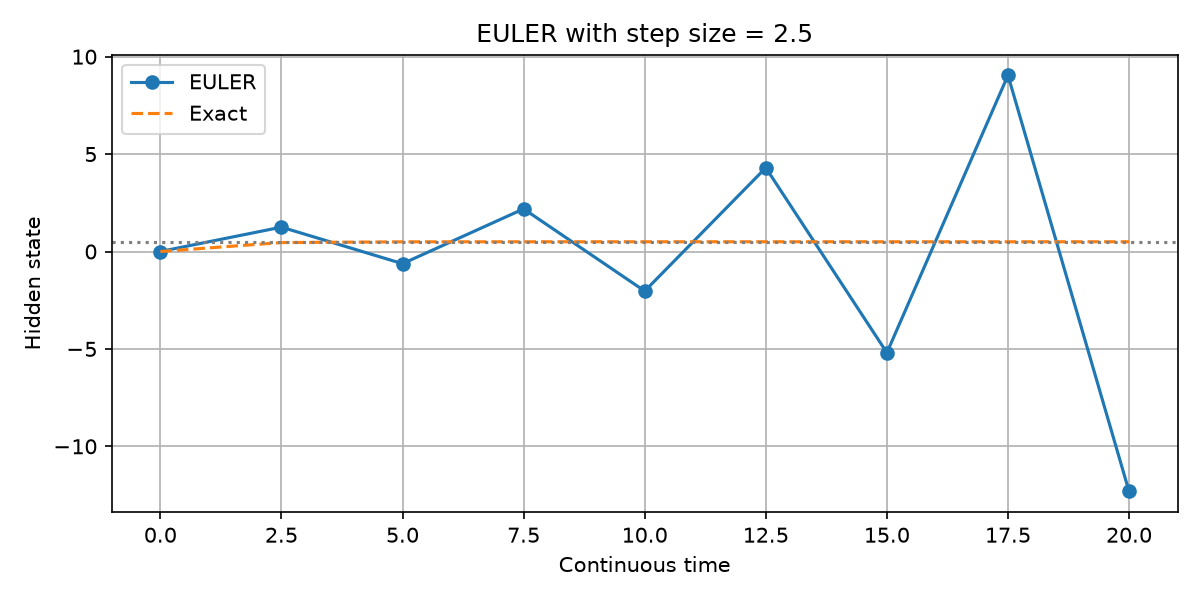 EULER with step size = 2.5
EULER
Exact
10
5
0
−5
−10
Hidden state
0.0 2.5 5.0 7.5 10.0 12.5 15.0 17.5 20.0
Continuous time